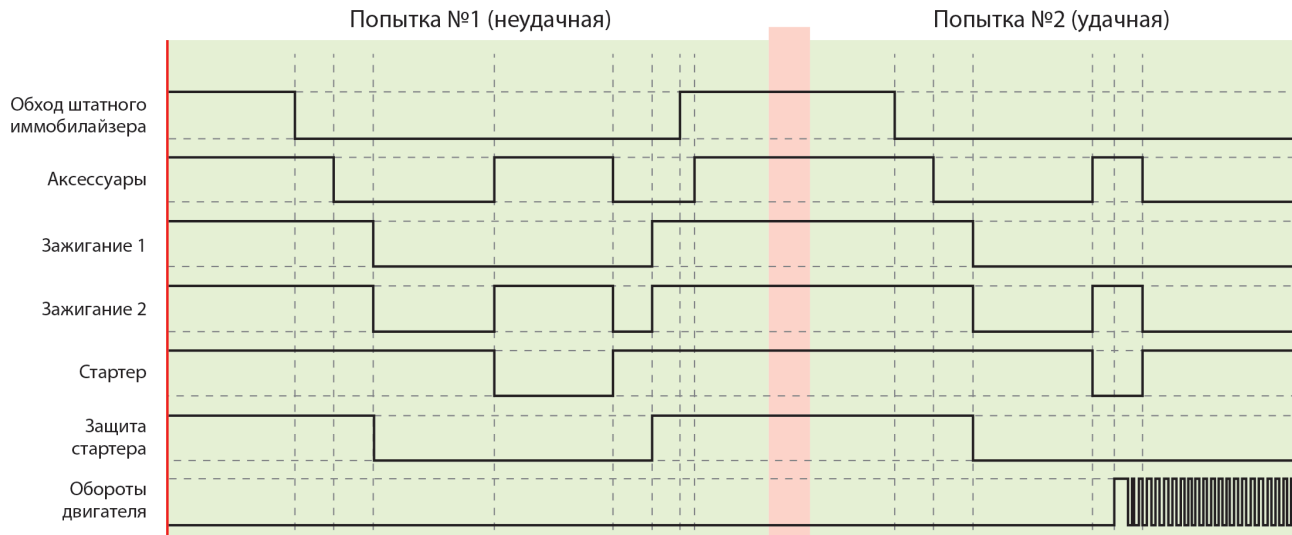 Попытка №1 (неудачная)
Попытка №2 (удачная)
Обход штатного
иммобилайзера
Аксессуары
Зажигание 1
Зажигание 2
Стартер
Защита
стартера
Обороты
двигателя